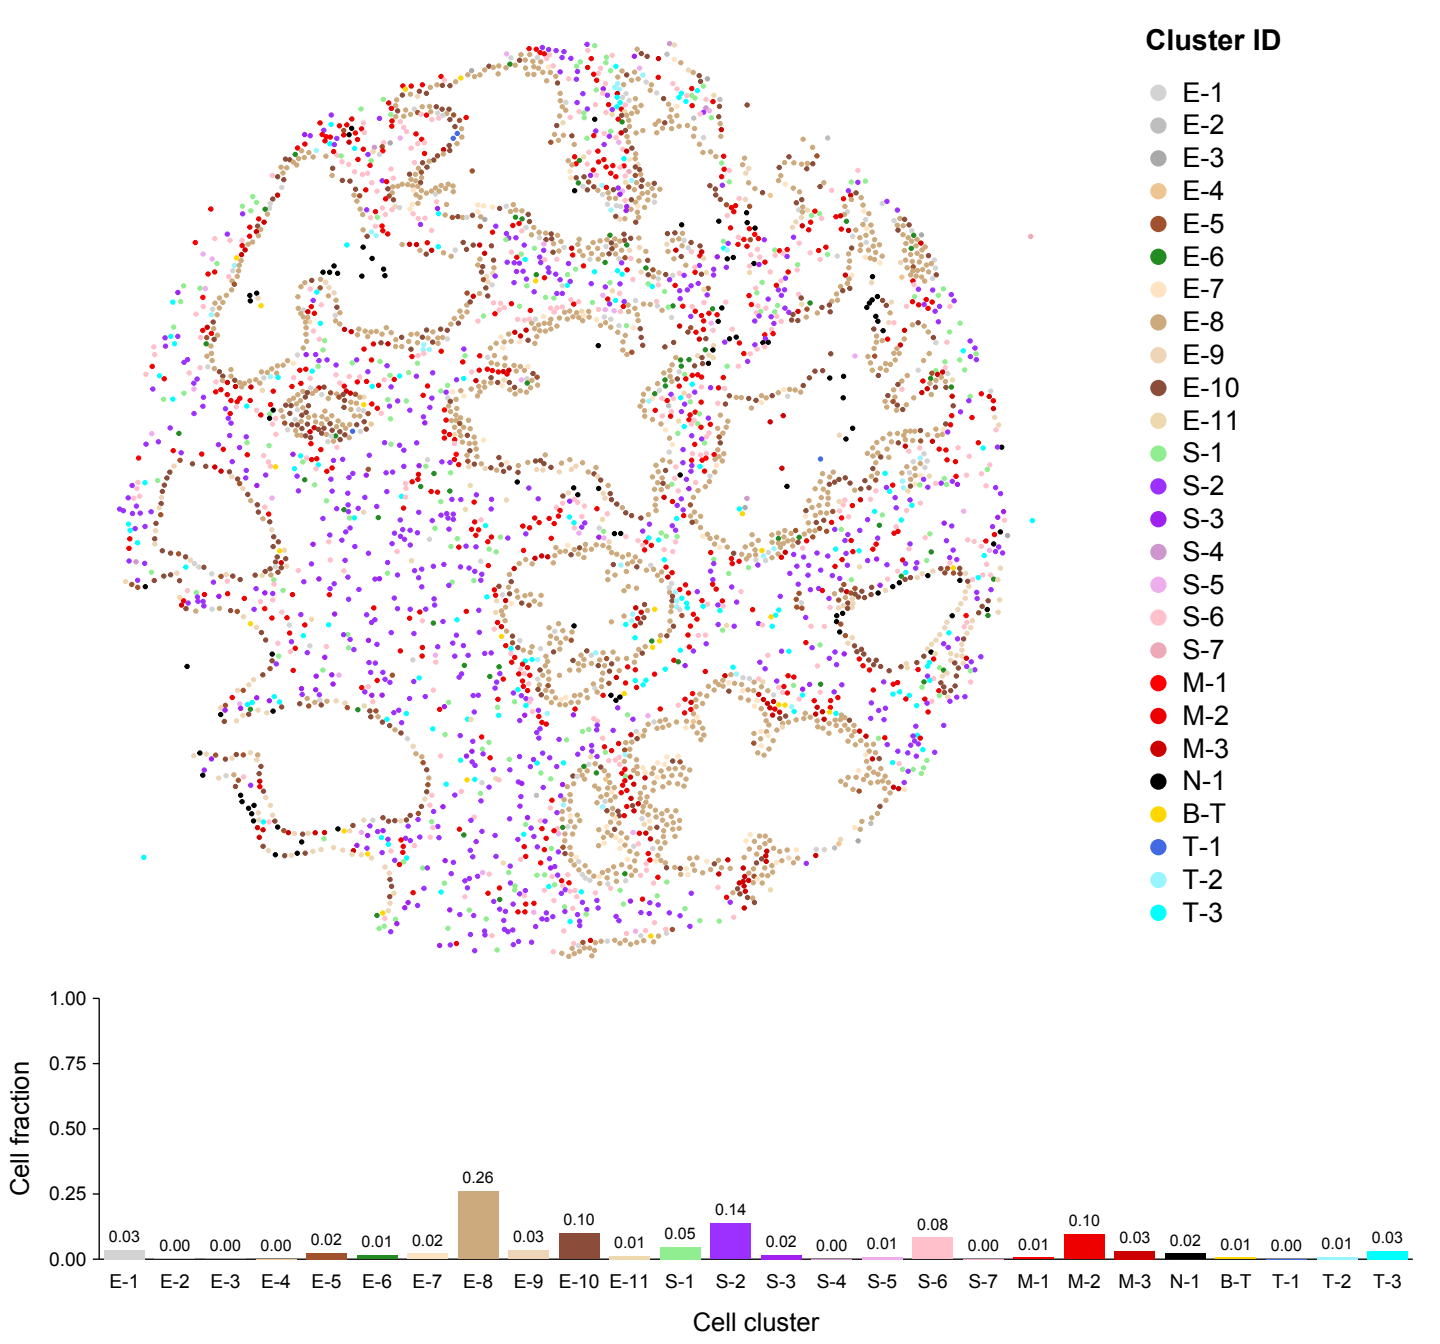 Cluster ID
E-1
E-2
E-3
E-4
E-5
E-6
E-7
E-8
E-9
E-10
E-11
S-1
S-2
S-3
S-4
S-5
S-6
S-7
M-1
M-2
M-3
N-1
B-T
T-1
T-2
T-3
1.00
0.75
0.50
0.25
0.00
Cell fraction
0.03 0.00 0.00 0.00 0.02 0.01 0.02 0.26 0.03 0.10 0.01 0.05 0.14 0.02 0.00 0.01 0.08 0.00 0.01 0.10 0.03 0.02 0.01 0.00 0.01 0.03
E-1 E-2 E-3 E-4 E-5 E-6 E-7 E-8 E-9 E-10 E-11 S-1 S-2 S-3 S-4 S-5 S-6 S-7 M-1 M-2 M-3 N-1 B-T T-1 T-2 T-3
Cell cluster